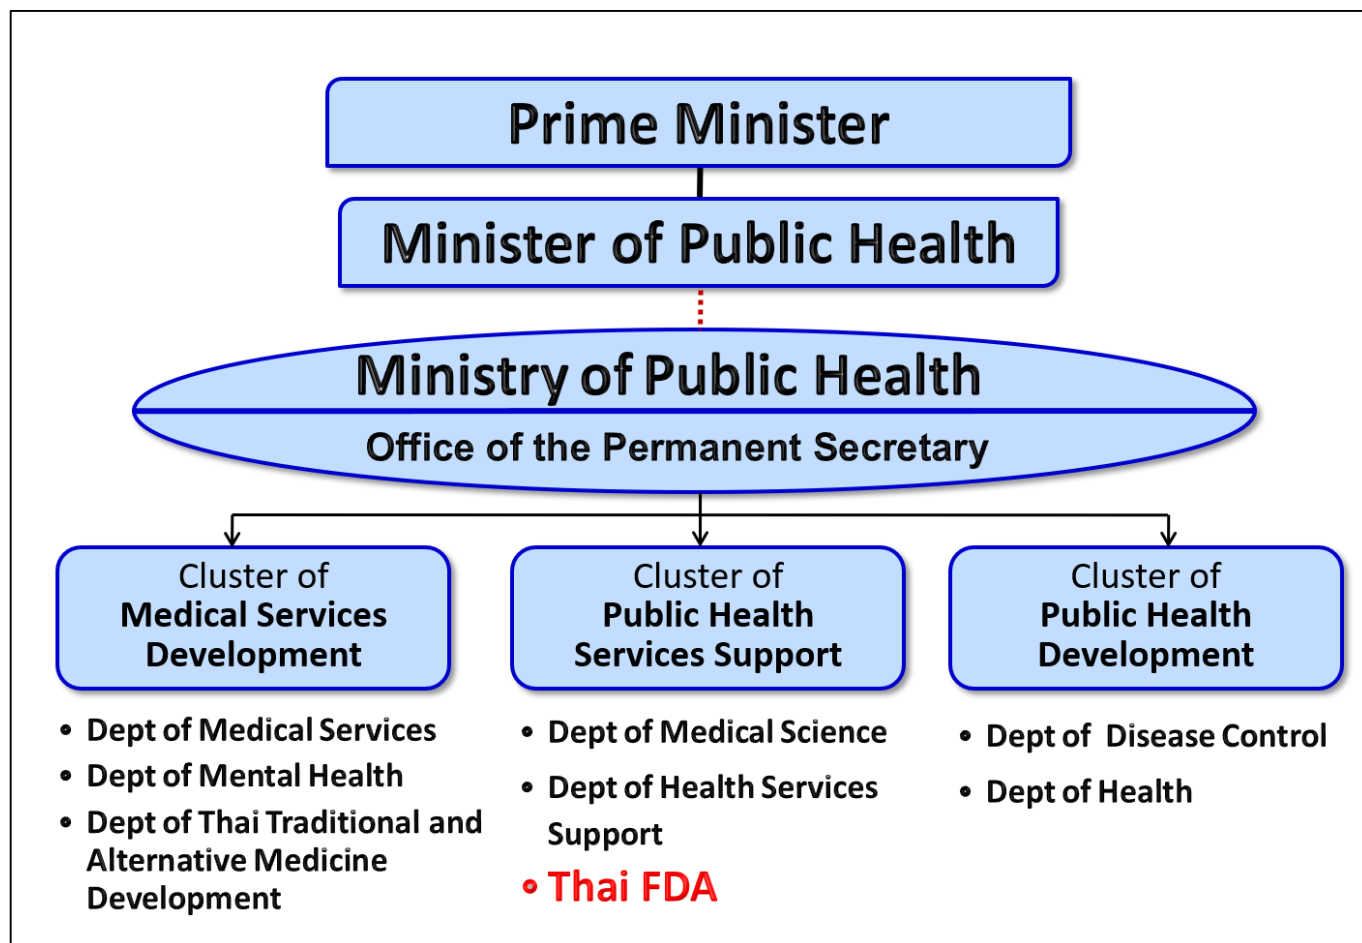 Prime Minister
Minister of Public Health
Ministry of Public Health
Office of the Permanent Secretary
Cluster of
Medical Services
Development
• Dept of Medical Services
• Dept of Mental Health
• Dept of Thai Traditional and
Alternative Medicine
Development
Cluster of
Public Health
Services Support
• Dept of Medical Science
• Dept of Health Services
Support
• Thai FDA
Cluster of
Public Health
Development
• Dept of Disease Control
• Dept of Health